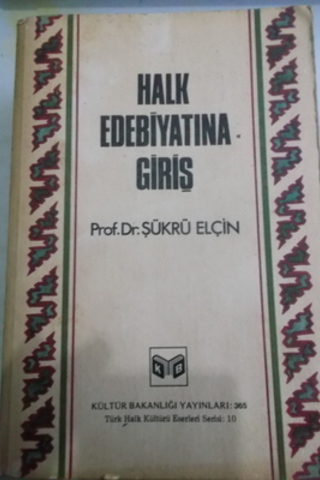 HALK
EDEBİYATINA
GİRİŞ
Prof.Dr.ŞÜKRÜ ELÇİN
K B
KÜLTÜR BAKANLIĞI YAYINLARI: 365
Türk Halk Kültürü Eserleri Serisi: 10